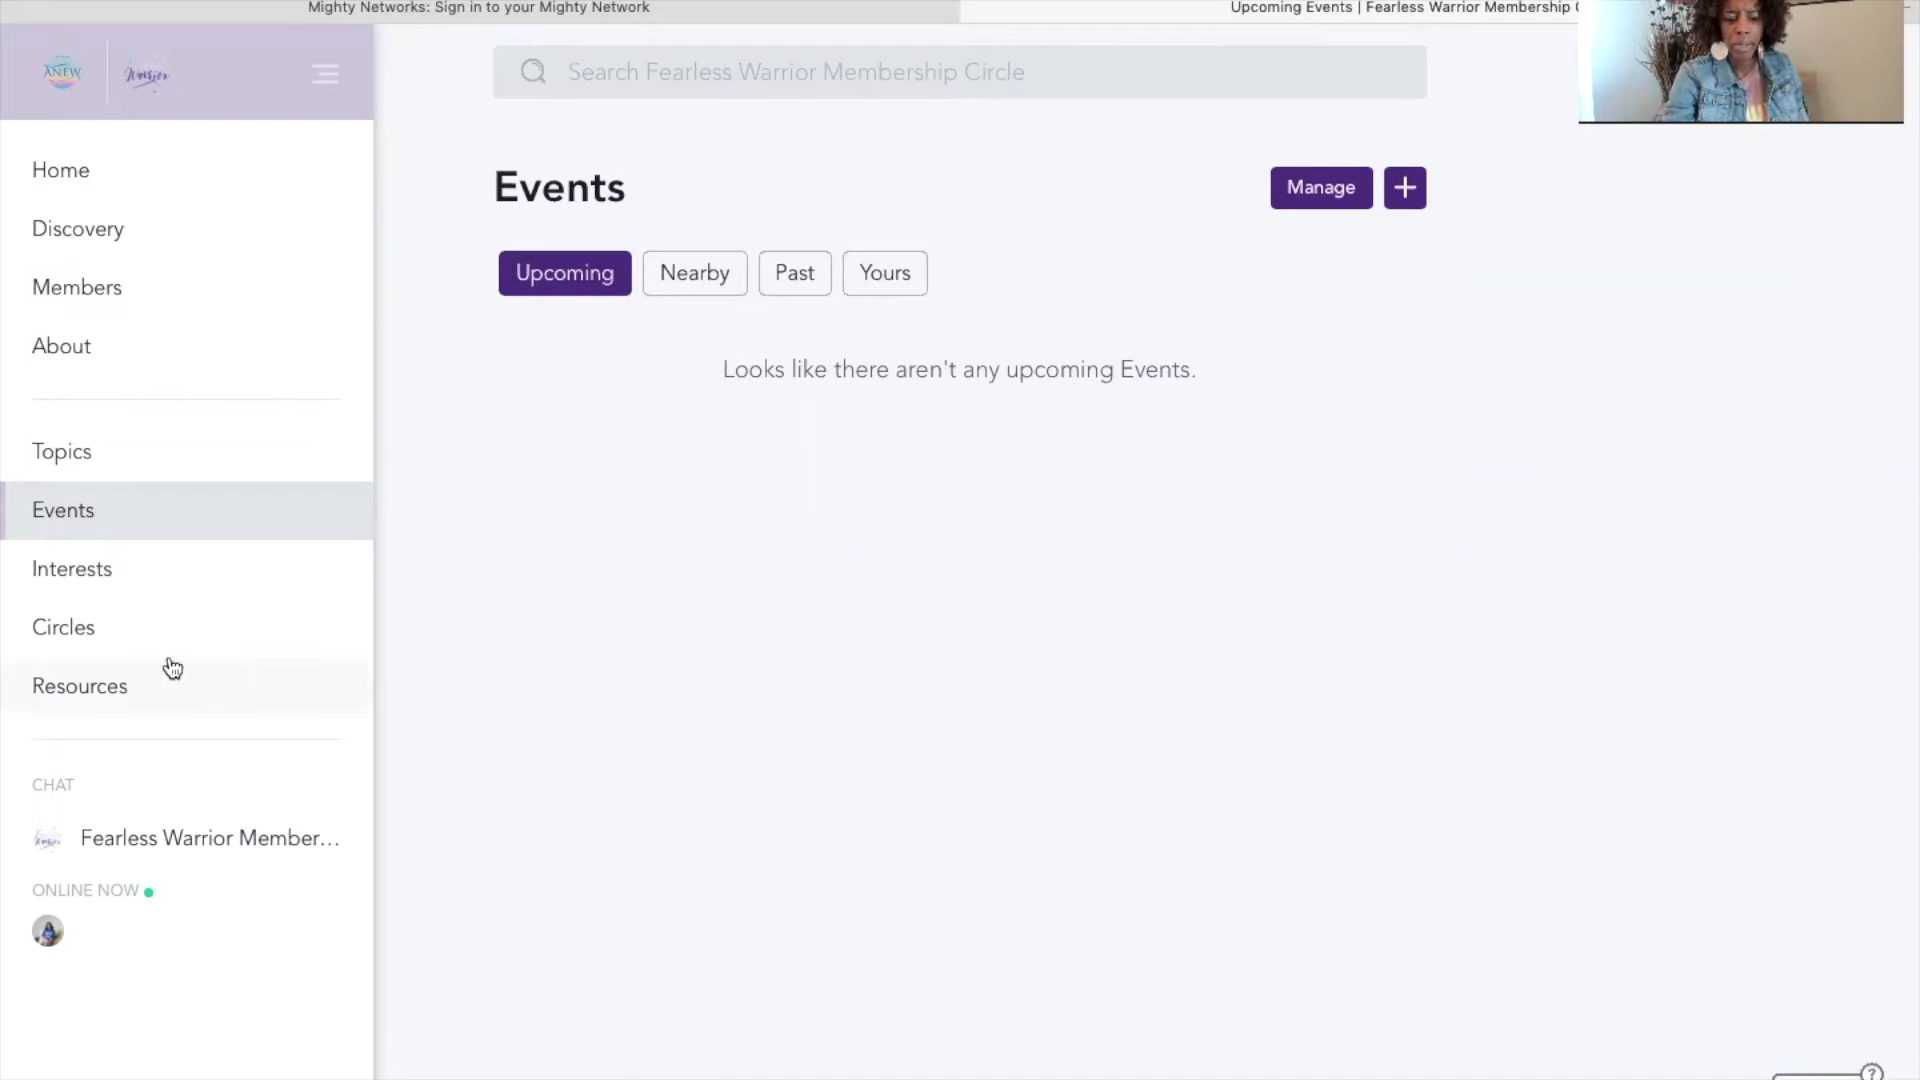 Mighty Networks: Sign in to your Mighty Network
Upcoming Events | Fearless Warrior Membership
ANEW
Warrior
Search Fearless Warrior Membership Circle
Home
Discovery
Members
About
Topics
Events
Interests
Circles
Resources
CHAT
Fearless Warrior Member...
ONLINE NOW
Events
Manage
+
Upcoming
Nearby
Past
Yours
Looks like there aren't any upcoming Events.
?